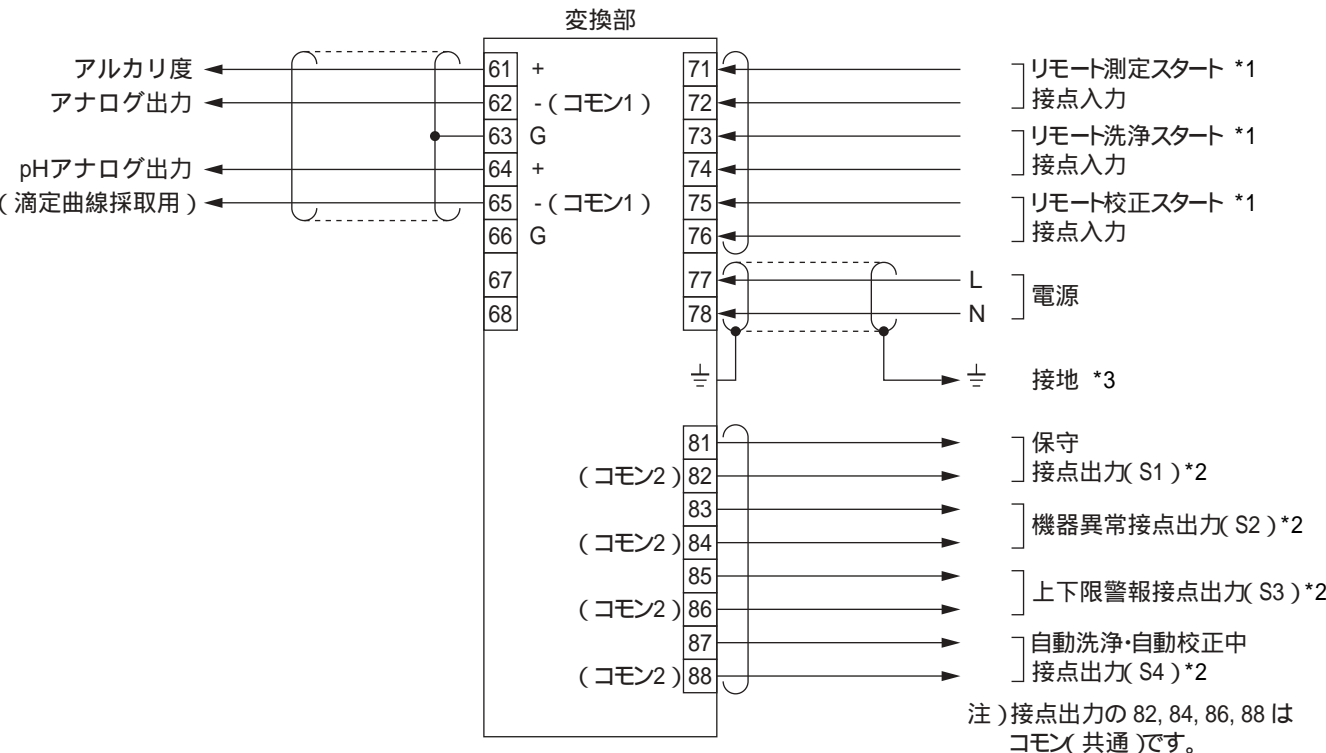 変換部
アルカリ度
アナログ出力
pHアナログ出力
(滴定曲線採取用)
61 +
62 -(コモン1)
63 G
64 +
65 -(コモン1)
66 G
67
68
71
72
73
74
75
76
77
78
リモート測定スタート *1
接点入力
リモート洗浄スタート *1
接点入力
リモート校正スタート *1
接点入力
L
N
電源
接地 *3
81
(コモン2) 82
83
(コモン2) 84
85
(コモン2) 86
87
(コモン2) 88
保守
接点出力(S1)*2
機器異常接点出力(S2)*2
上下限警報接点出力(S3)*2
自動洗浄・自動校正中
接点出力(S4)*2
注)接点出力の 82, 84, 86, 88 は
コモン(共通)です。